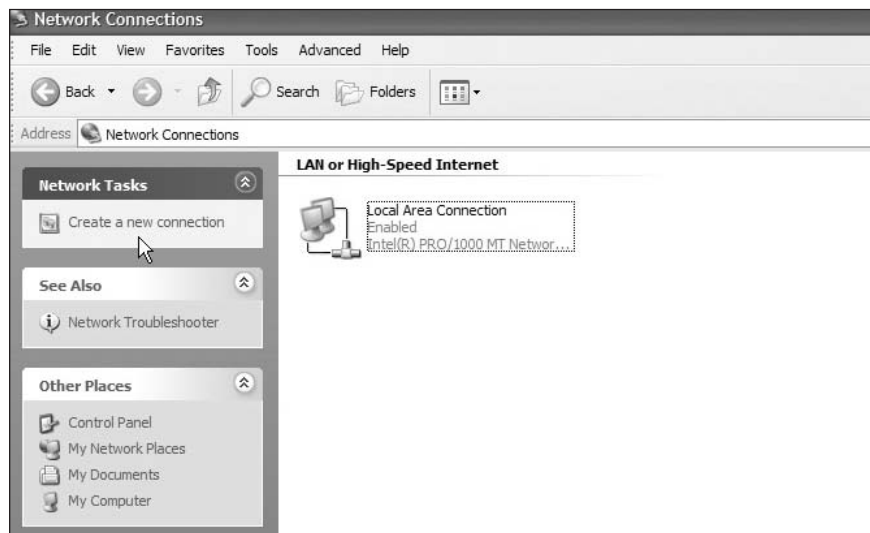 Network Connections
File Edit View Favorites Tools Advanced Help
Back Search Folders
Address Network Connections
Network Tasks
Create a new connection
See Also
Network Troubleshooter
Other Places
Control Panel
My Network Places
My Documents
My Computer
LAN or High-Speed Internet
Local Area Connection
Enabled
Intel(R) PRO/1000 MT Networ...